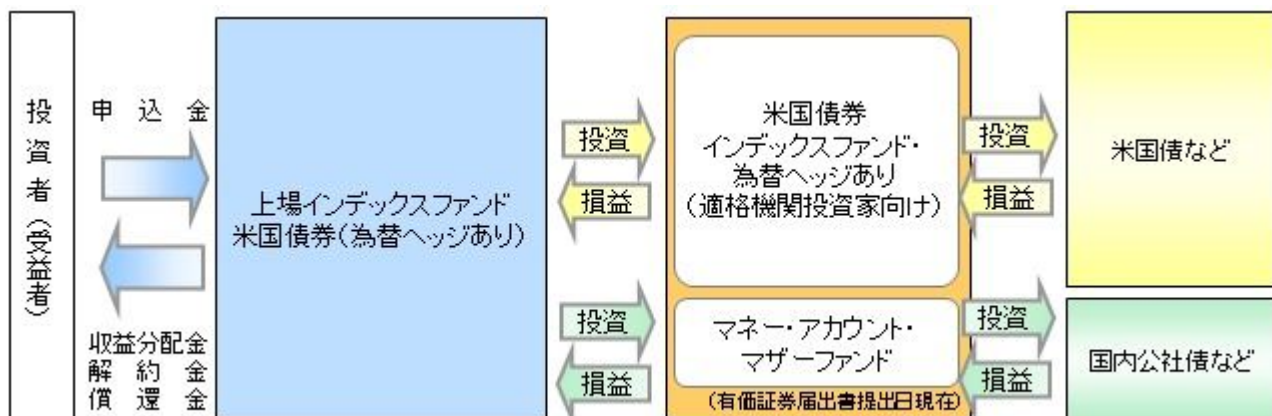 投資者(受益者)
申込金
収益分配金
解約金
償還金
上場インデックスファンド
米国債券(為替ヘッジあり)
投資
損益
投資
損益
米国債券
インデックスファンド・
為替ヘッジあり
(適格機関投資家向け)
マネー・アカウント・
マザーファンド
(有価証券届出書提出日現在)
投資
損益
投資
損益
米国債など
国内公社債など